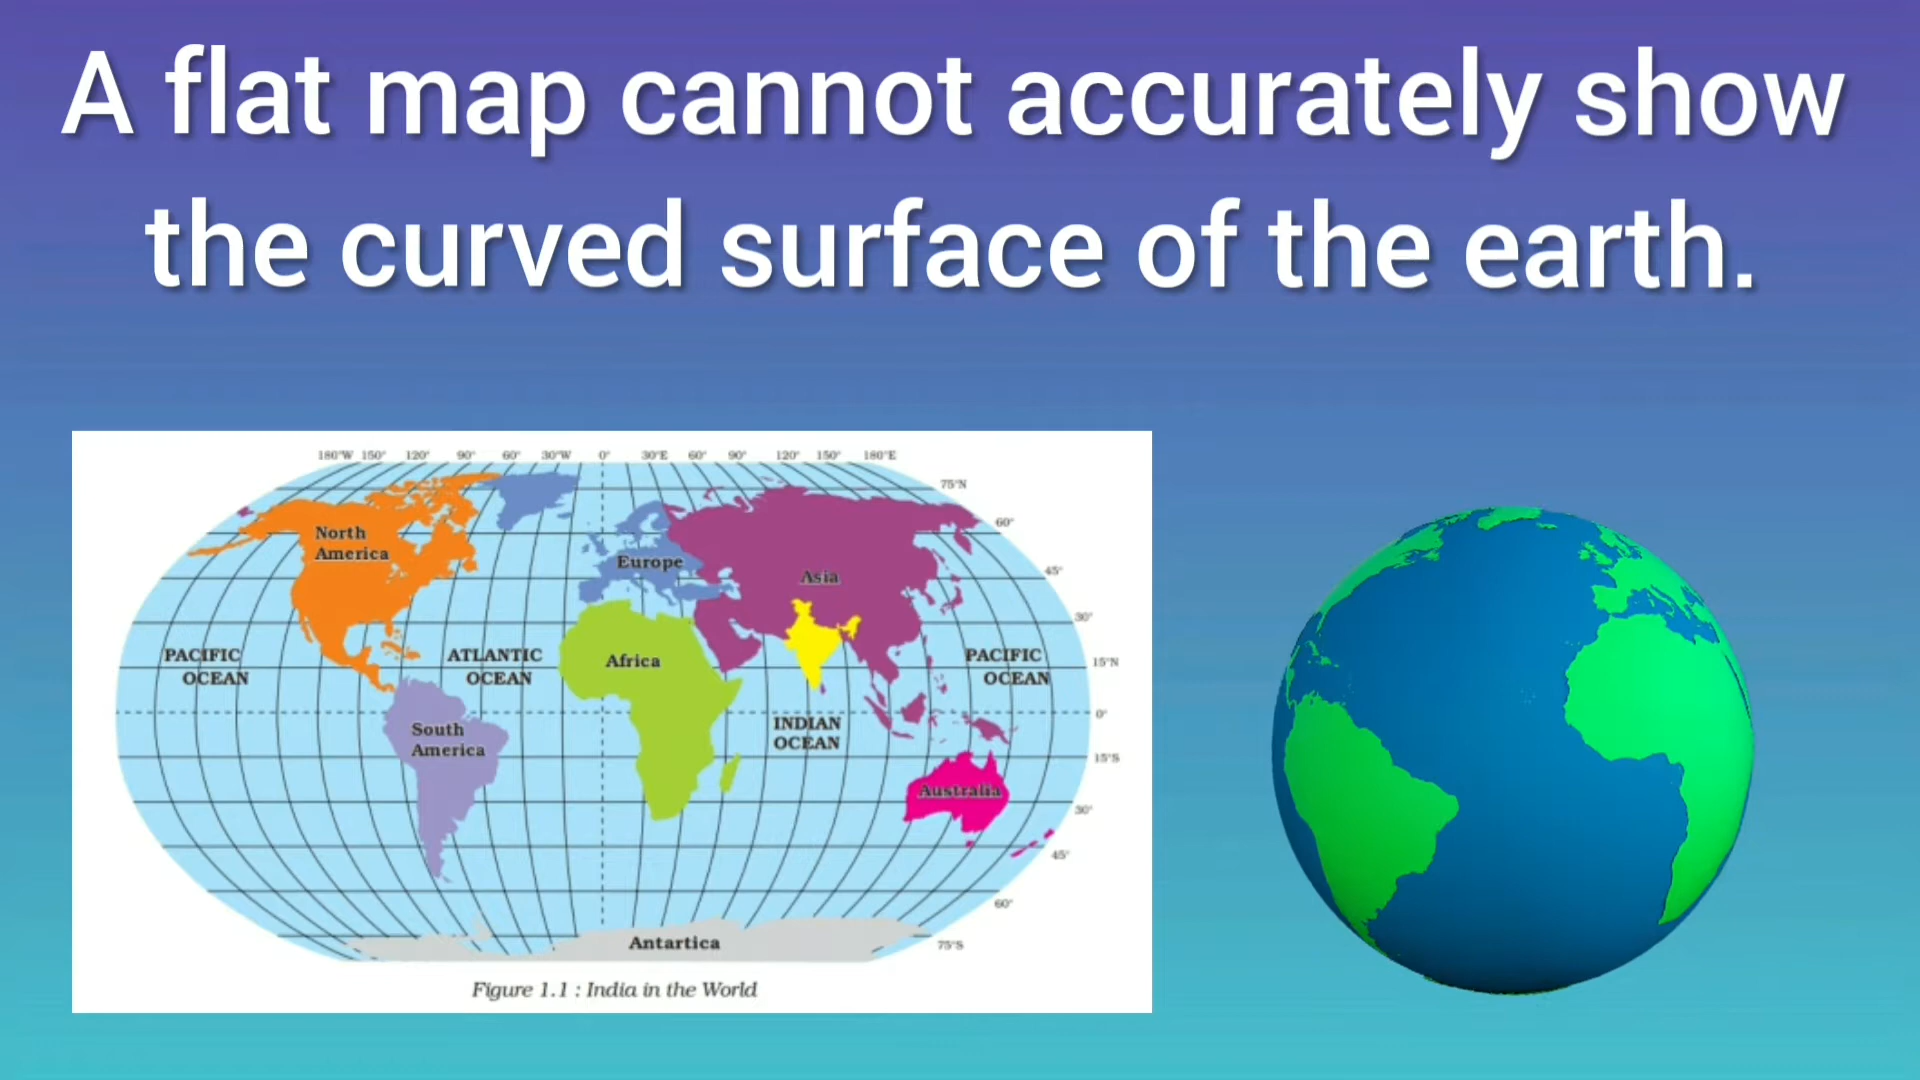 A flat map cannot accurately show
the curved surface of the earth.
180°W 150° 120° 90° 60° 30°W 0° 30°E 60° 90° 120° 150° 180°E
75°N
60°
North
America
Europe
45°
Asia
30°
PACIFIC
OCEAN
ATLANTIC
OCEAN
Africa
PACIFIC
OCEAN
15°N
0°
South
America
INDIAN
OCEAN
15°S
Australia
30°
45°
60°
Antartica
75°S
Figure 1.1 : India in the World